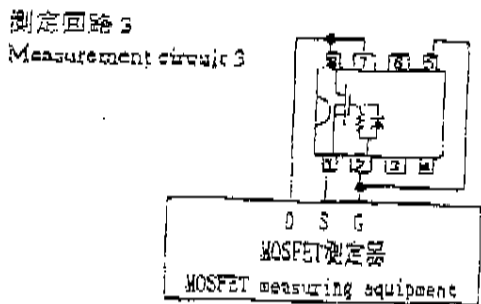 測定回路 3
Measurement circuit 3
8 7 6 5
1 2 3 4
D S G
MOSFET測定器
MOSFET measuring equipment